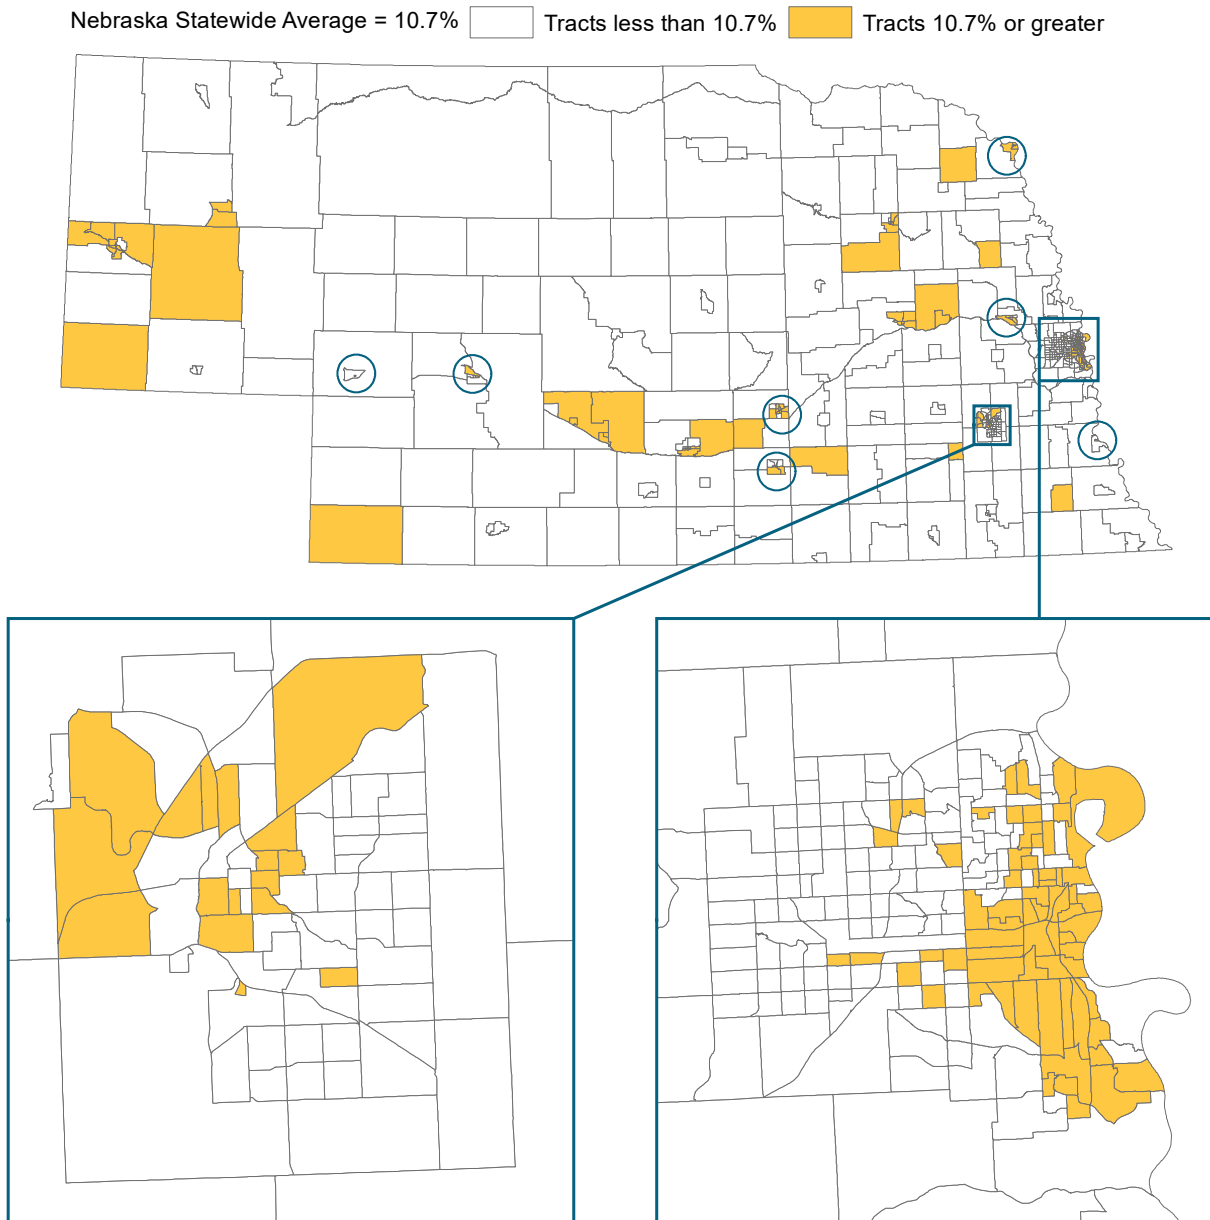 Nebraska Statewide Average = 10.7% Tracts less than 10.7% Tracts 10.7% or greater